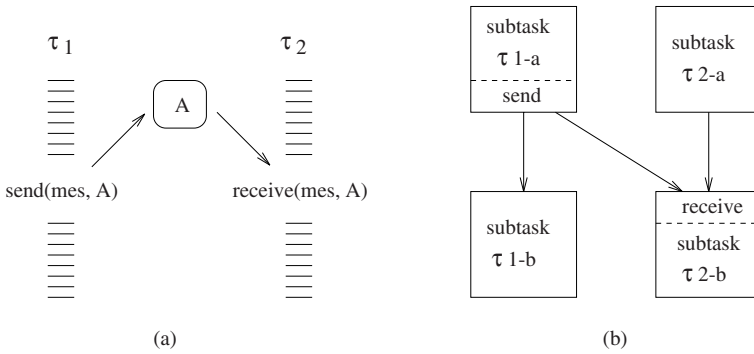 τ 1
τ 2
A
send(mes, A)
receive(mes, A)
(a)
subtask
τ 1-a
send
subtask
τ 2-a
subtask
τ 1-b
receive
subtask
τ 2-b
(b)